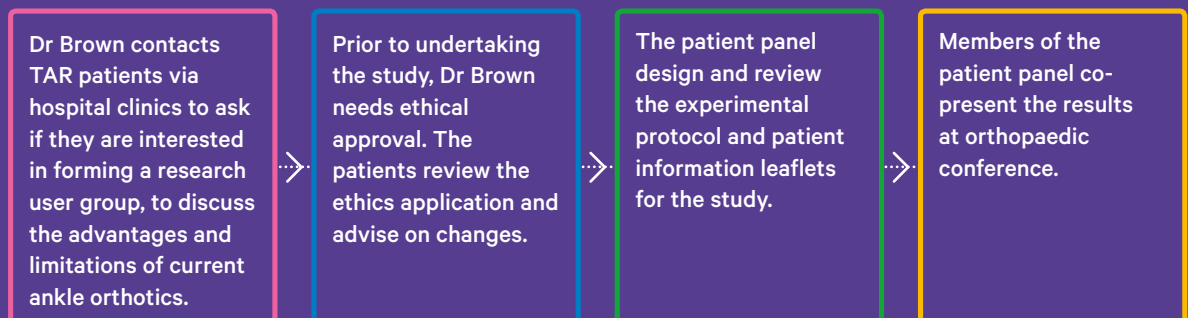 Dr Brown contacts
TAR patients via
hospital clinics to ask
if they are interested
in forming a research
user group, to discuss
the advantages and
limitations of current
ankle orthotics.
Prior to undertaking
the study, Dr Brown
needs ethical
approval. The
patients review the
ethics application and
advise on changes.
The patient panel
design and review
the experimental
protocol and patient
information leaflets
for the study.
Members of the
patient panel co-
present the results
at orthopaedic
conference.